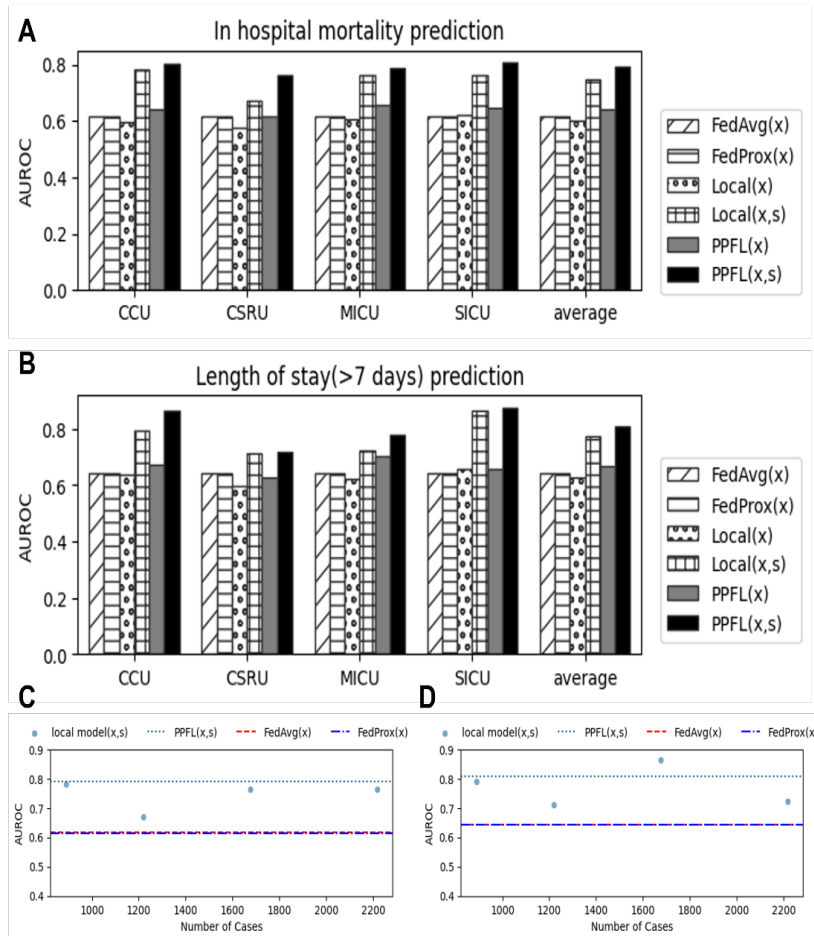 A
In hospital mortality prediction
AUROC
0.8
0.6
0.4
0.2
0.0
CCU CSRU MICU SICU average
FedAvg(x)
FedProx(x)
Local(x)
Local(x,s)
PPFL(x)
PPFL(x,s)
B
Length of stay(>7 days) prediction
AUROC
0.8
0.6
0.4
0.2
0.0
CCU CSRU MICU SICU average
FedAvg(x)
FedProx(x)
Local(x)
Local(x,s)
PPFL(x)
PPFL(x,s)
C
local model(x,s) PPFL(x,s) FedAvg(x) FedProx(x)
AUROC
0.9
0.8
0.7
0.6
0.5
0.4
1000 1200 1400 1600 1800 2000 2200
Number of Cases
D
local model(x,s) PPFL(x,s) FedAvg(x) FedProx(x
AUROC
0.9
0.8
0.7
0.6
0.5
0.4
1000 1200 1400 1600 1800 2000 2200
Number of Cases